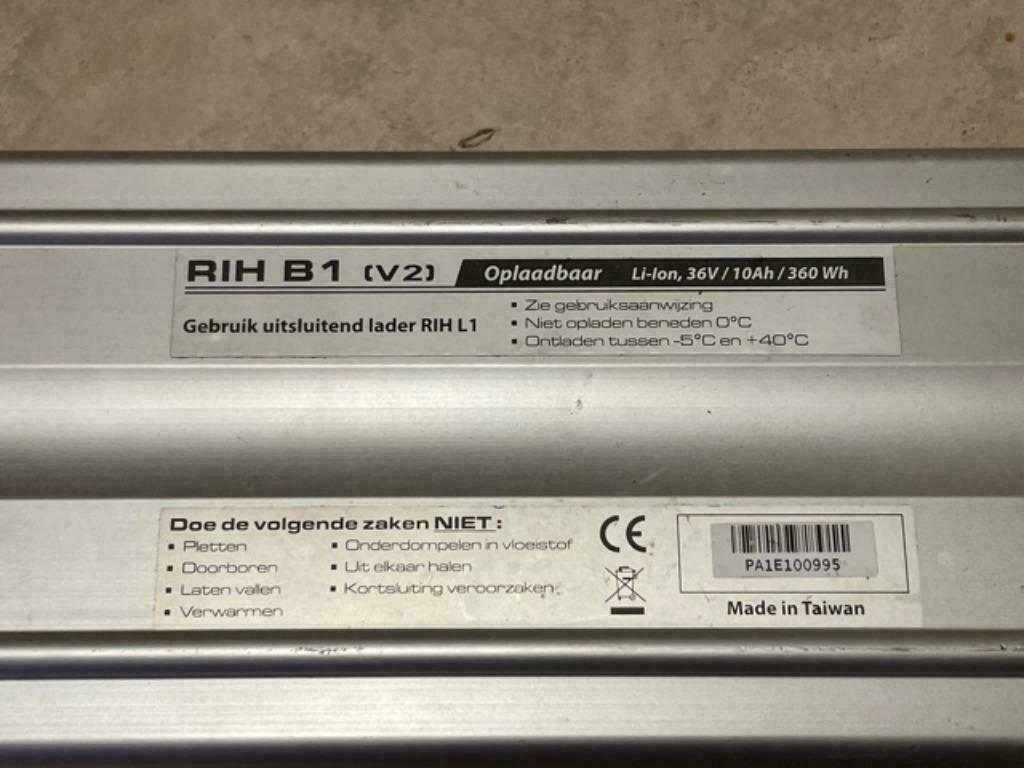 RIH B1 (V2) Oplaadbaar Li-Ion, 36V / 10Ah / 360 Wh
Gebruik uitsluitend lader RIH L1
▪ Zie gebruiksaanwijzing
▪ Niet opladen beneden 0°C
▪ Ontladen tussen -5°C en +40°C
Doe de volgende zaken NIET :
▪ Pletten
▪ Doorboren
▪ Laten vallen
▪ Verwarmen
▪ Onderdompelen in vloeistof
▪ Uit elkaar halen
▪ Kortsluiting veroorzaken
CE
PA1E100995
Made in Taiwan